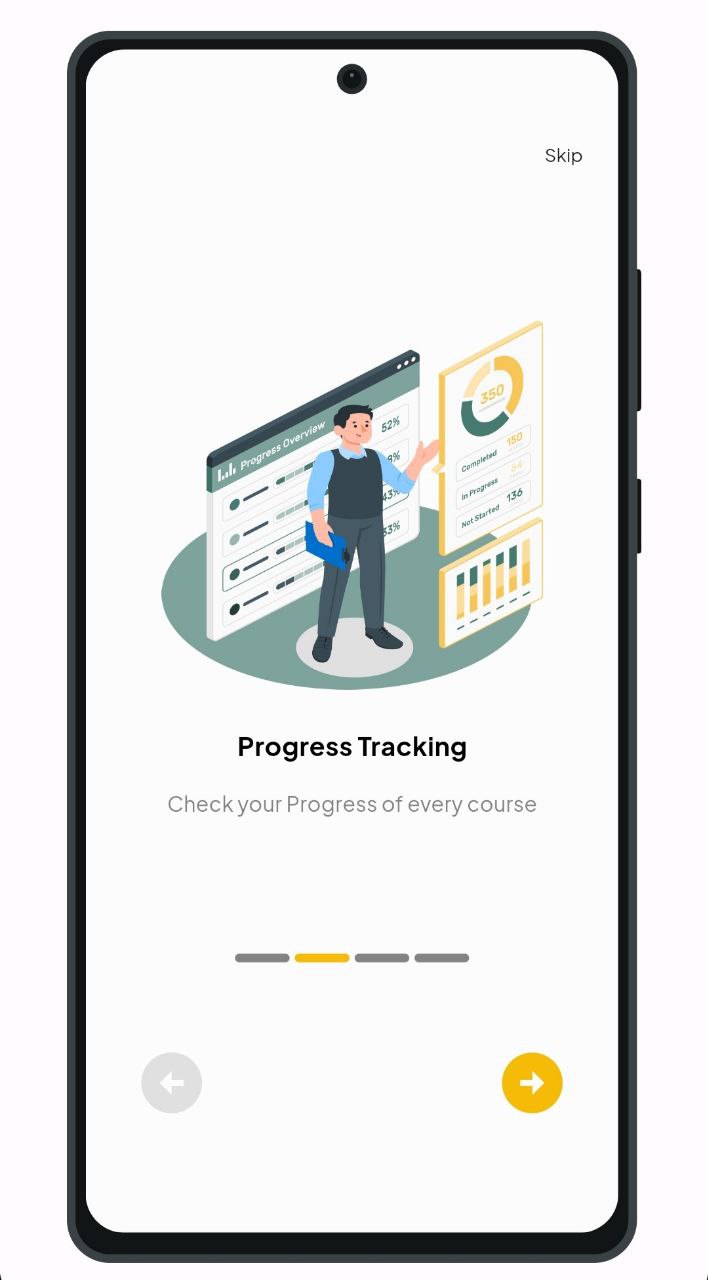 Skip
Progress Overview
52%
43%
53%
350
Completed
150
In Progress
64
Not Started
136
Progress Tracking
Check your Progress of every course